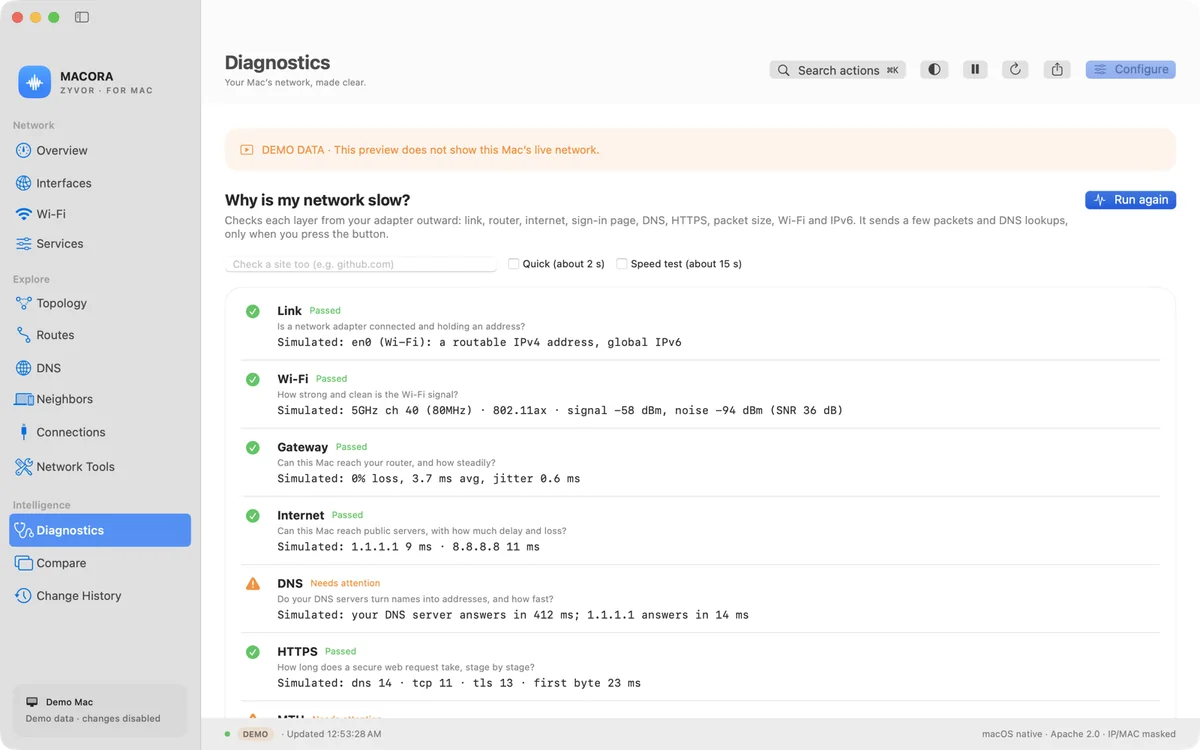 MACORA
ZYVOR · FOR MAC
Network
Overview
Interfaces
Wi-Fi
Services
Explore
Topology
Routes
DNS
Neighbors
Connections
Network Tools
Intelligence
Diagnostics
Compare
Change History
Demo Mac
Demo data · changes disabled
Diagnostics
Your Mac's network, made clear.
Search actions ⌘K
Configure
DEMO DATA · This preview does not show this Mac's live network.
Why is my network slow?
Run again
Checks each layer from your adapter outward: link, router, internet, sign-in page, DNS, HTTPS, packet size, Wi-Fi and IPv6. It sends a few packets and DNS lookups,
only when you press the button.
Check a site too (e.g. github.com)
Quick (about 2 s)
Speed test (about 15 s)
Link Passed
Is a network adapter connected and holding an address?
Simulated: en0 (Wi-Fi): a routable IPv4 address, global IPv6
Wi-Fi Passed
How strong and clean is the Wi-Fi signal?
Simulated: 5GHz ch 40 (80MHz) · 802.11ax · signal −58 dBm, noise −94 dBm (SNR 36 dB)
Gateway Passed
Can this Mac reach your router, and how steadily?
Simulated: 0% loss, 3.7 ms avg, jitter 0.6 ms
Internet Passed
Can this Mac reach public servers, with how much delay and loss?
Simulated: 1.1.1.1 9 ms · 8.8.8.8 11 ms
DNS Needs attention
Do your DNS servers turn names into addresses, and how fast?
Simulated: your DNS server answers in 412 ms; 1.1.1.1 answers in 14 ms
HTTPS Passed
How long does a secure web request take, stage by stage?
Simulated: dns 14 · tcp 11 · tls 13 · first byte 23 ms
MTU Needs attention
DEMO · Updated 12:53:28 AM
macOS native · Apache 2.0 · IP/MAC masked